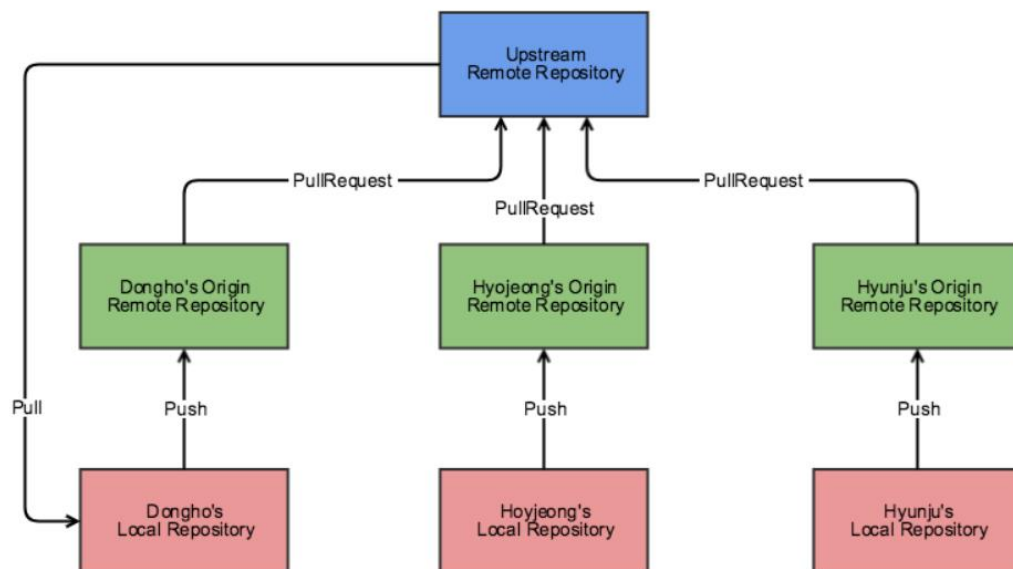 Upstream
Remote Repository
PullRequest
PullRequest
PullRequest
Dongho's Origin
Remote Repository
Hyojeong's Origin
Remote Repository
Hyunju's Origin
Remote Repository
Pull
Push
Push
Push
Dongho's
Local Repository
Hoyjeong's
Local Repository
Hyunju's
Local Repository